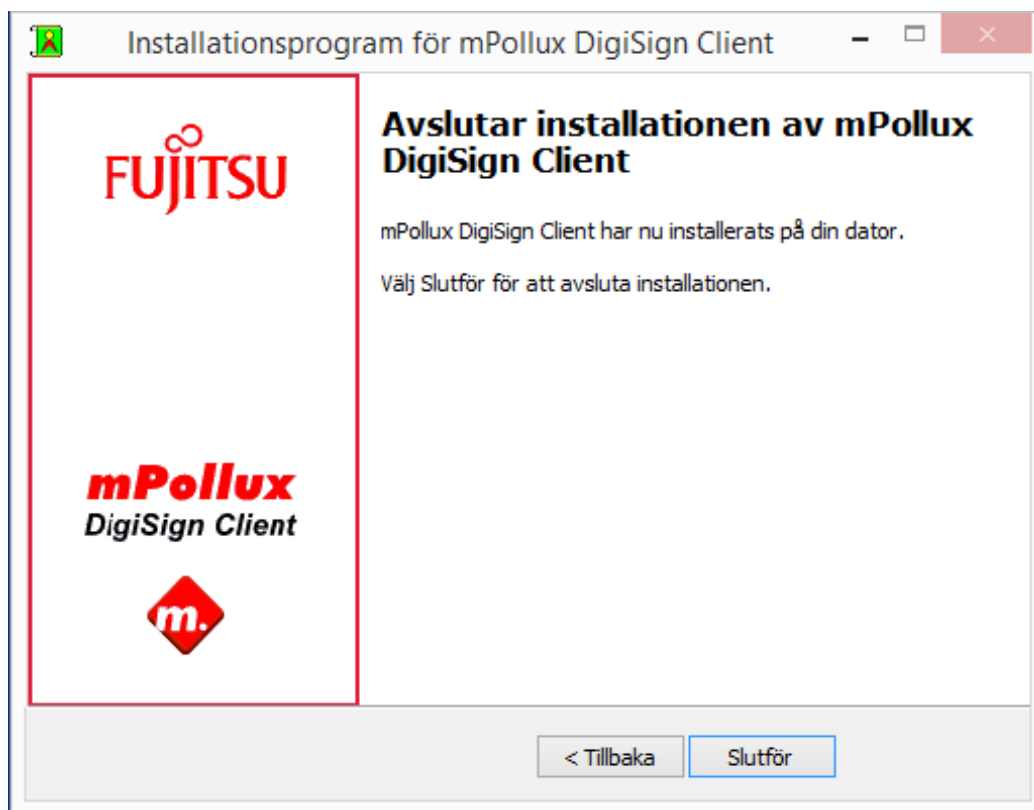 Installationsprogram för mPollux DigiSign Client
FUJITSU
mPollux
DigiSign Client
m.
Avslutar installationen av mPollux
DigiSign Client
mPollux DigiSign Client har nu installerats på din dator.
Välj Slutför för att avsluta installationen.
< Tillbaka
Slutför